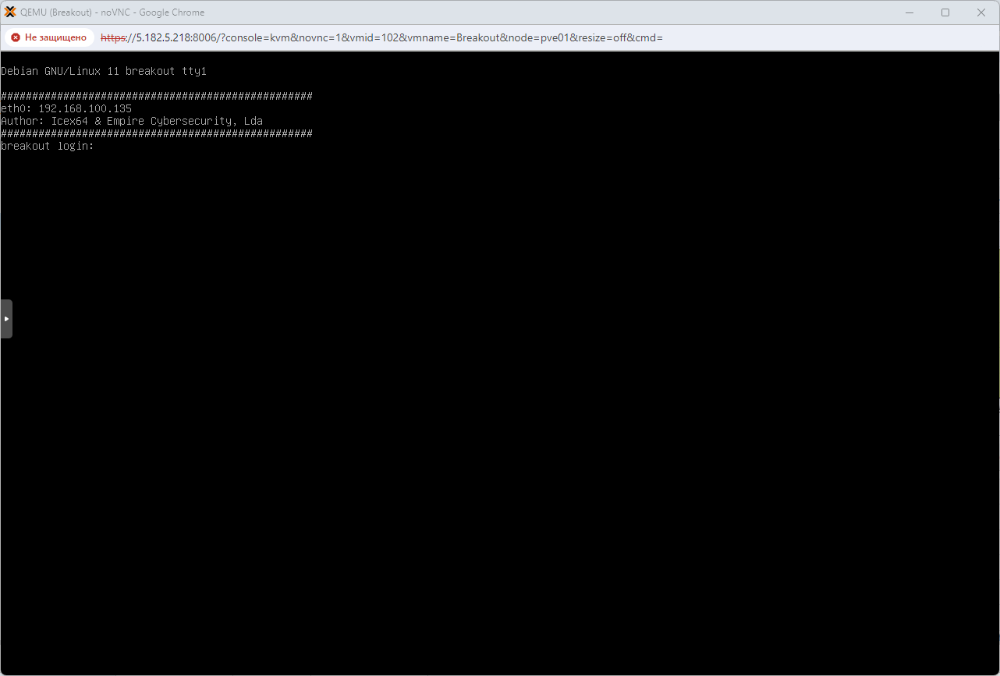 QEMU (Breakout) - noVNC - Google Chrome
Не защищено https://5.182.5.218:8006/?console=kvm&novnc=1&vmid=102&vmname=Breakout&node=pve01&resize=off&cmd=
Debian GNU/Linux 11 breakout tty1
##################################################
eth0: 192.168.100.135
Author: Icex64 & Empire Cybersecurity, Lda
##################################################
breakout login: